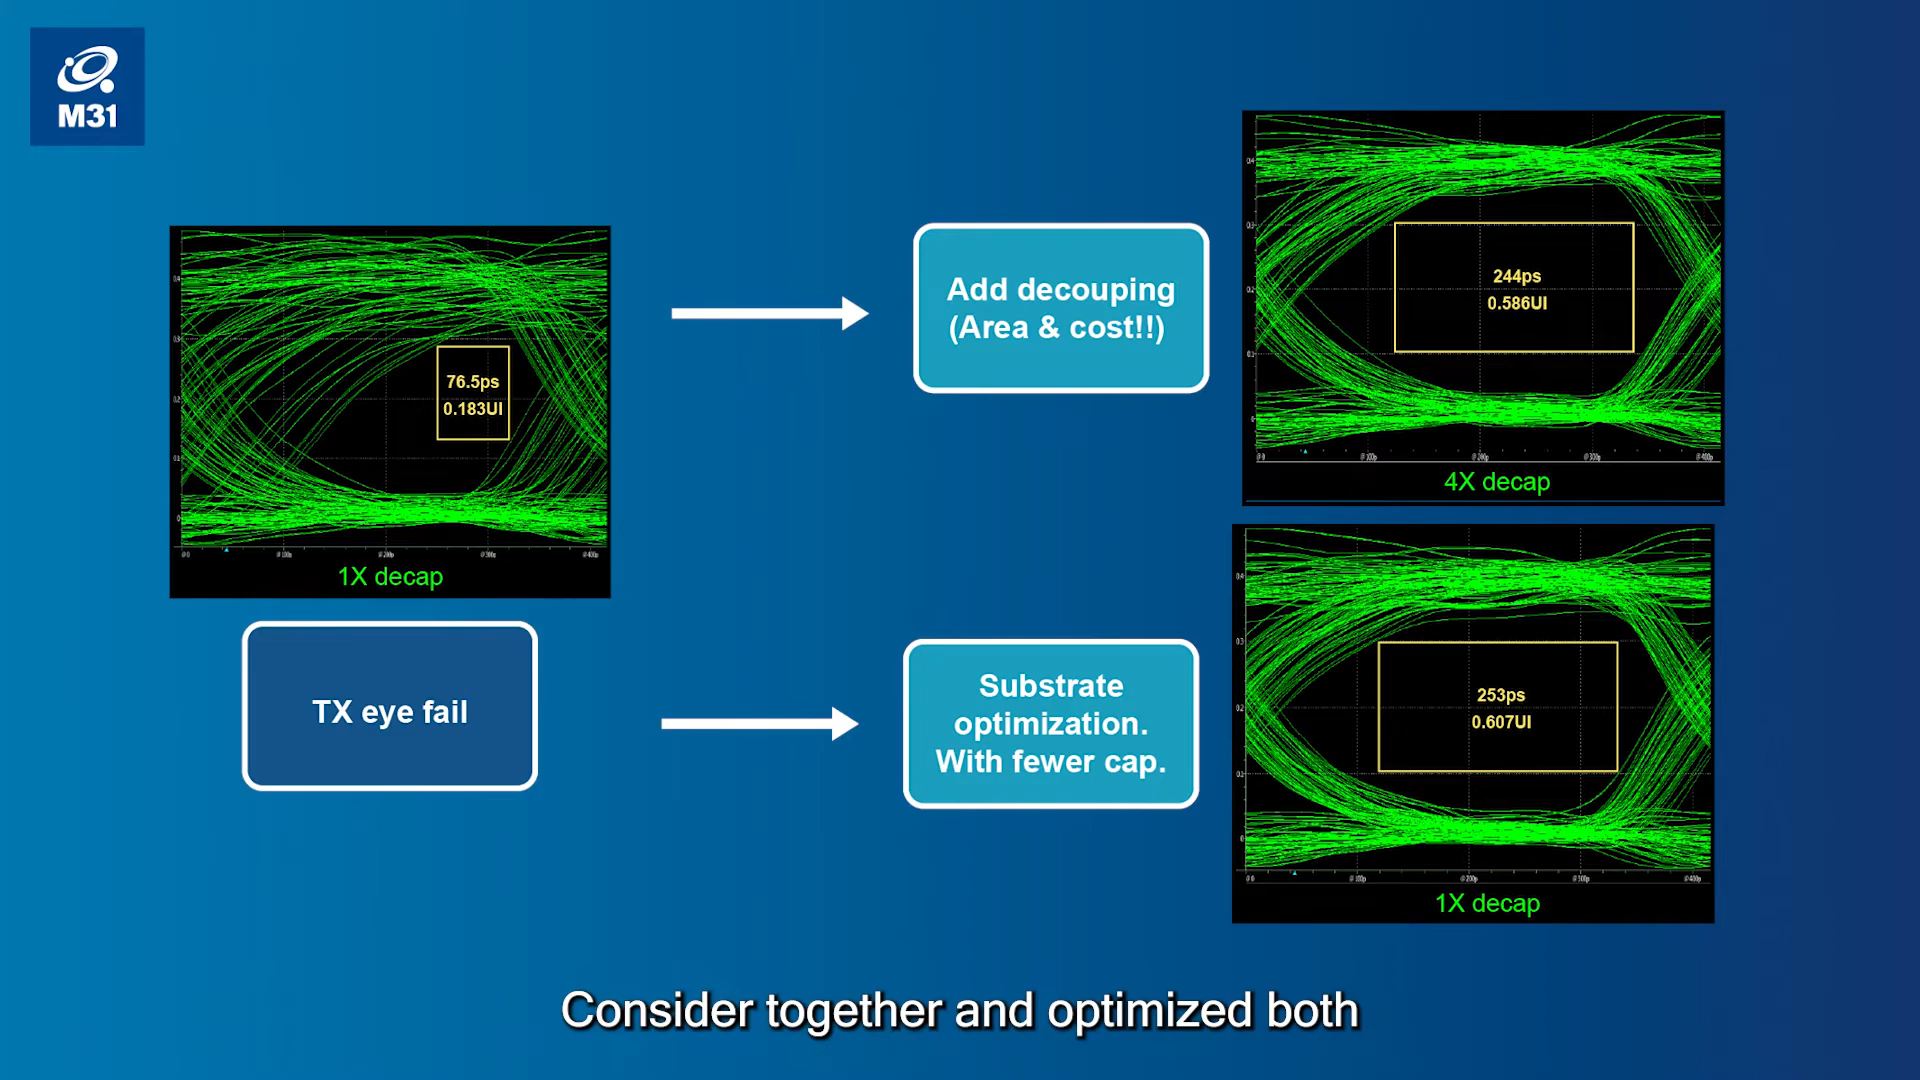 M31
76.5ps
0.183UI
1X decap
TX eye fail
Add decouping
(Area & cost!!)
244ps
0.586UI
4X decap
Substrate
optimization.
With fewer cap.
253ps
0.607UI
1X decap
Consider together and optimized both